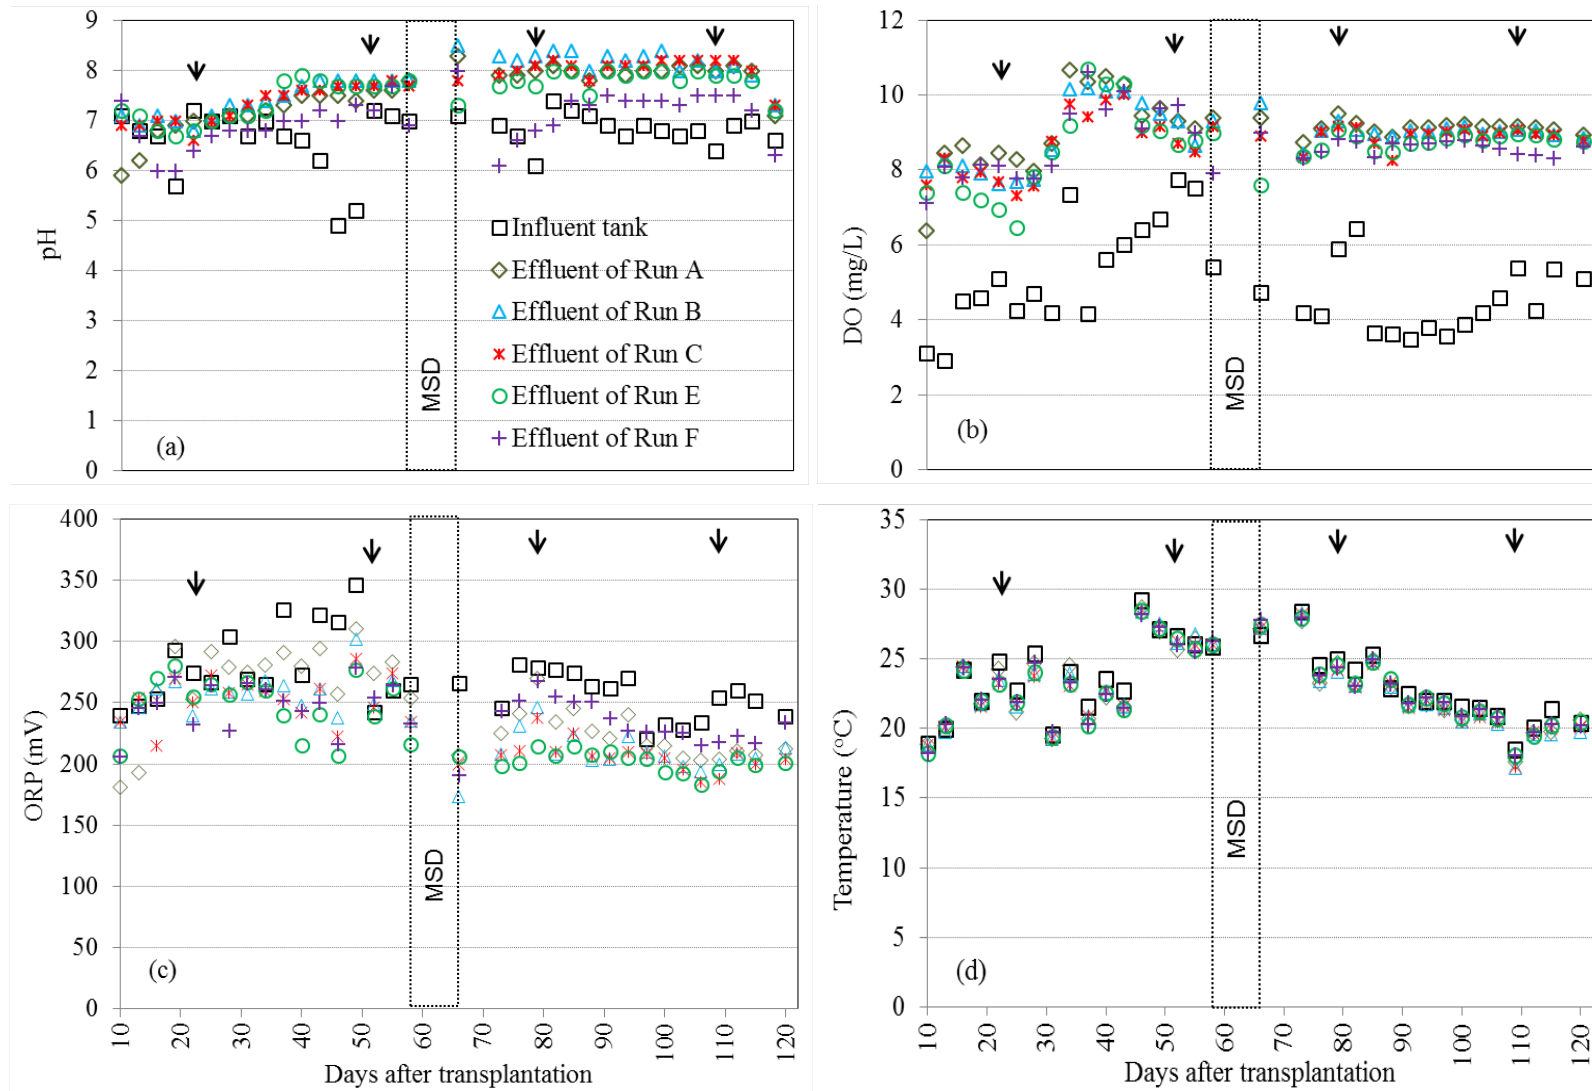 9
8
7
6
5
4
3
2
1
0
pH
MSD
(a)
Influent tank
Effluent of Run A
Effluent of Run B
Effluent of Run C
Effluent of Run E
Effluent of Run F
12
10
8
6
4
2
0
DO (mg/L)
MSD
(b)
400
350
300
250
200
150
100
50
0
ORP (mV)
MSD
(c)
10
20
30
40
50
60
70
80
90
100
110
120
Days after transplantation
35
30
25
20
15
10
5
0
Temperature (°C)
MSD
(d)
10
20
30
40
50
60
70
80
90
100
110
120
Days after transplantation